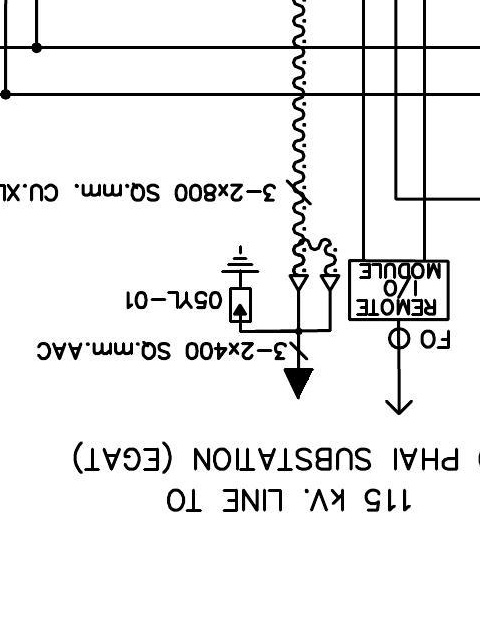 115 kV. LINE TO
PHAI SUBSTATION (EGAT)
3-2x400 SQ.mm.AAC
FO
05YL-01
REMOTE
I/O
MODULE
3-2x800 SQ.mm. CU.XL